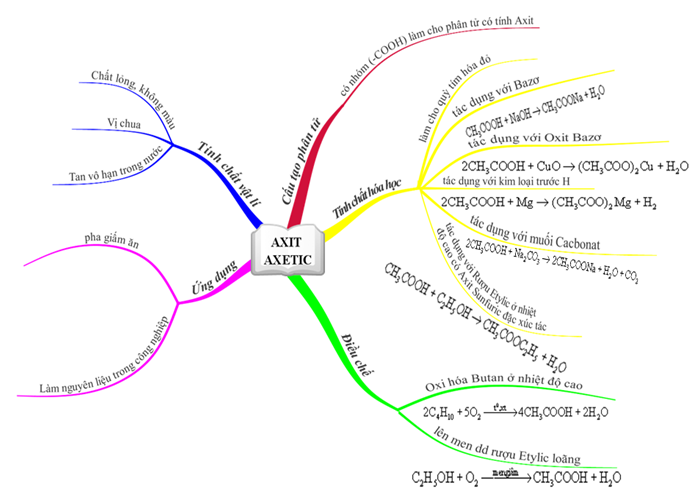 AXIT
AXETIC
Cấu tạo phân tử
có nhóm (-COOH) làm cho phân tử có tính Axit
Tính chất hóa học
làm cho quỳ tím hóa đỏ
tác dụng với Bazơ
CH₃COOH + NaOH → CH₃COONa + H₂O
tác dụng với Oxit Bazơ
2CH₃COOH + CuO → (CH₃COO)₂Cu + H₂O
tác dụng với kim loại trước H
2CH₃COOH + Mg → (CH₃COO)₂Mg + H₂
tác dụng với muối Cacbonat
2CH₃COOH + Na₂CO₃ → 2CH₃COONa + H₂O + CO₂
tác dụng với Rượu Etylic ở nhiệt
độ cao có Axit Sunfuric đặc xúc tác
CH₃COOH + C₂H₅OH → CH₃COOC₂H₅ + H₂O
Điều chế
Oxi hóa Butan ở nhiệt độ cao
2C₄H₁₀ + 5O₂ →(t⁰,xt) 4CH₃COOH + 2H₂O
lên men dd rượu Etylic loãng
C₂H₅OH + O₂ →(mengiấm) CH₃COOH + H₂O
Ứng dụng
pha giấm ăn
Làm nguyên liệu trong công nghiệp
Tính chất vật lí
Chất lỏng, không màu
Vị chua
Tan vô hạn trong nước